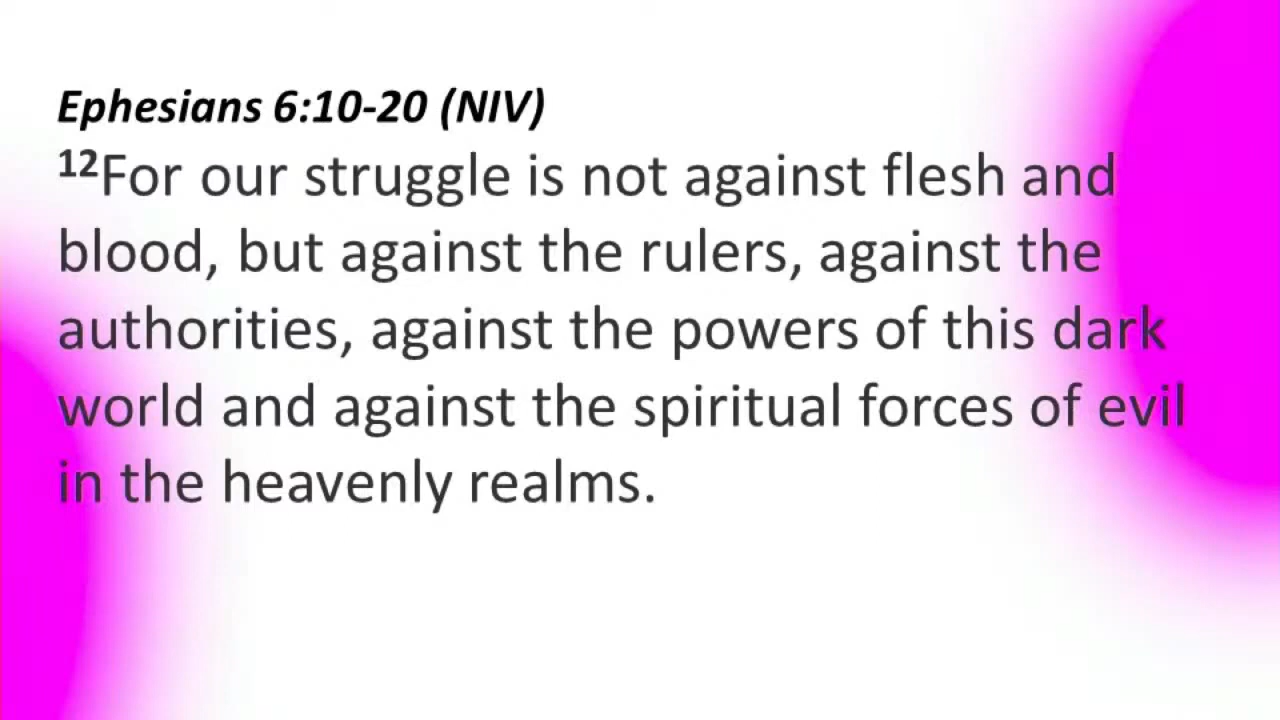 Ephesians 6:10-20 (NIV)
12For our struggle is not against flesh and
blood, but against the rulers, against the
authorities, against the powers of this dark
world and against the spiritual forces of evil
in the heavenly realms.